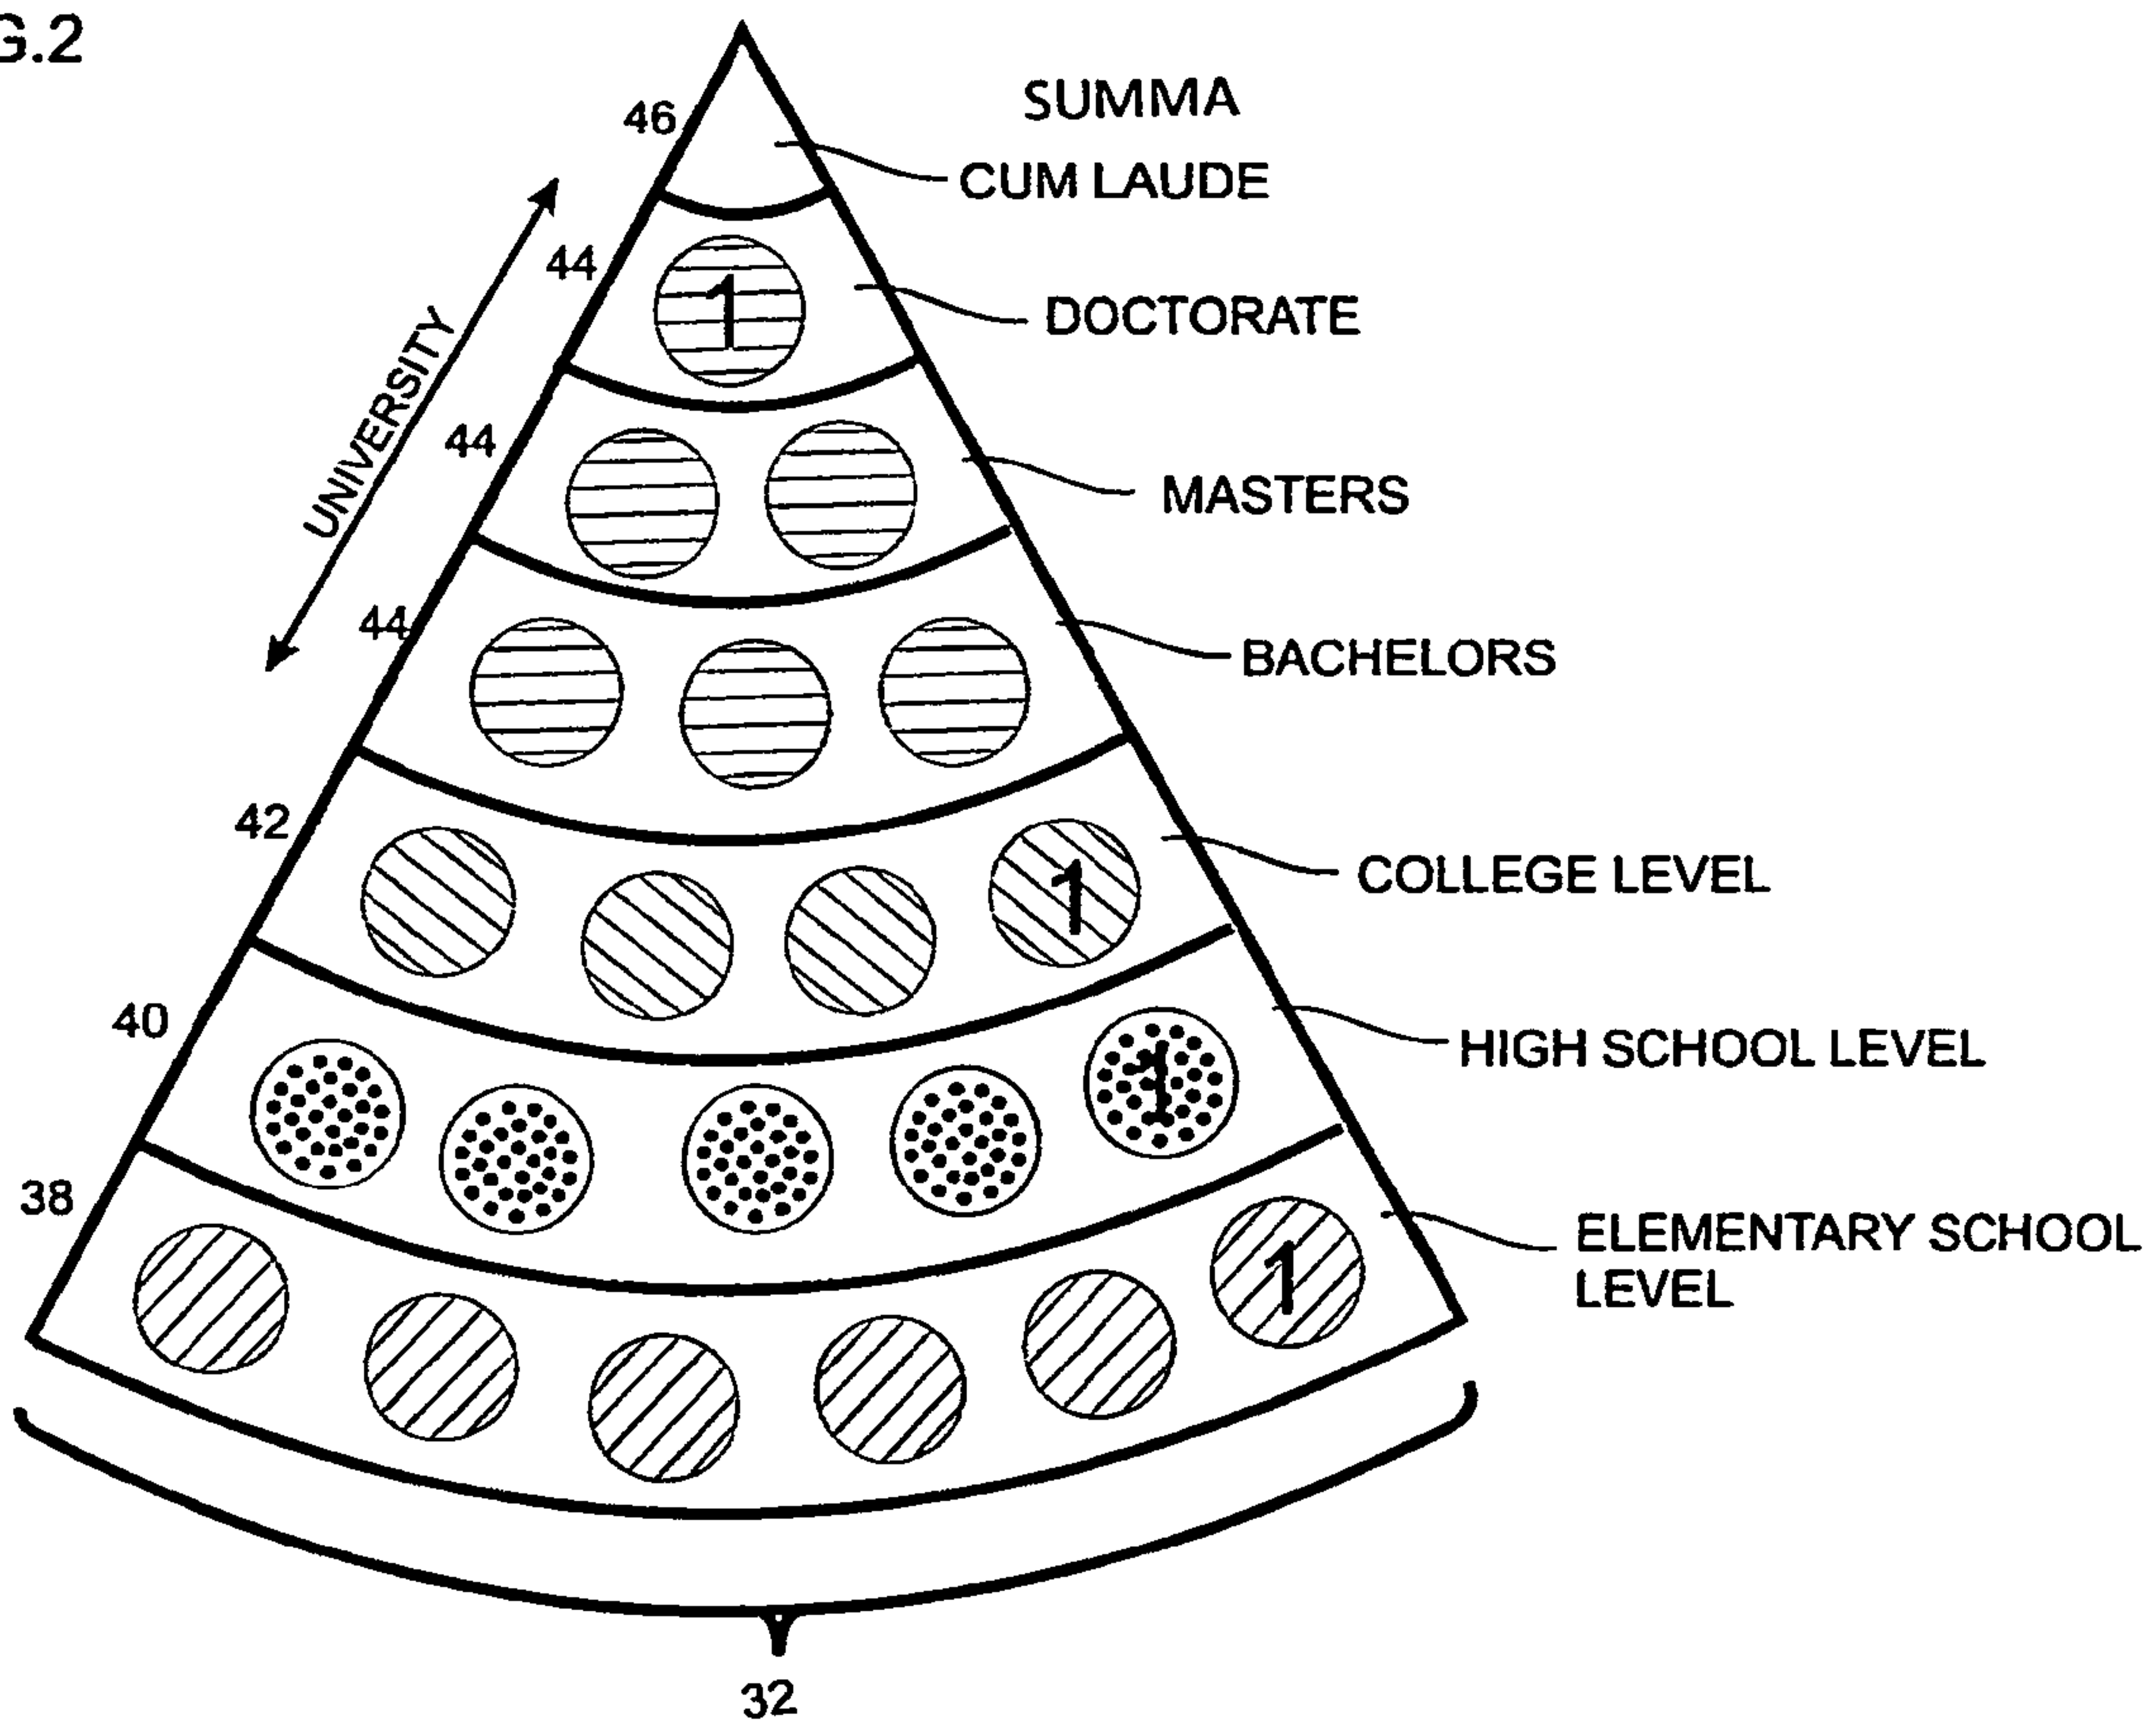 G.2
46
SUMMA
CUM LAUDE
44
1
DOCTORATE
UNIVERSITY
44
MASTERS
44
BACHELORS
42
1
COLLEGE LEVEL
40
1
HIGH SCHOOL LEVEL
38
1
ELEMENTARY SCHOOL
LEVEL
32